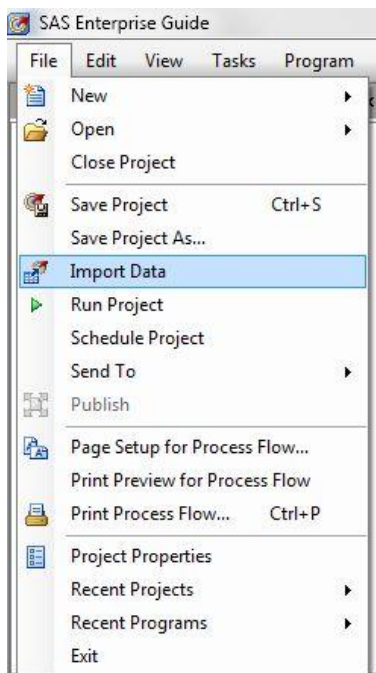 SAS Enterprise Guide
File Edit View Tasks Program
New
Open
Close Project
Save Project Ctrl+S
Save Project As...
Import Data
Run Project
Schedule Project
Send To
Publish
Page Setup for Process Flow...
Print Preview for Process Flow
Print Process Flow... Ctrl+P
Project Properties
Recent Projects
Recent Programs
Exit